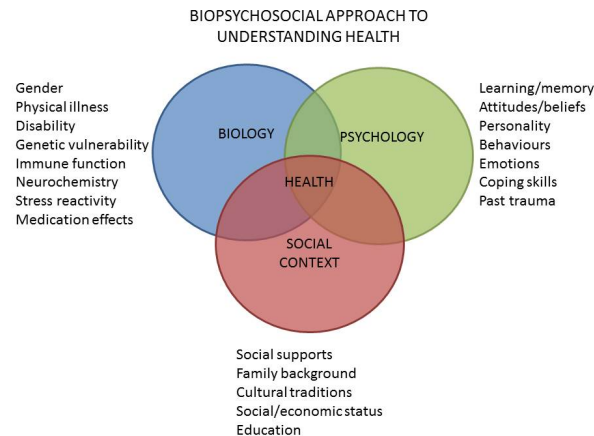 BIOPSYCHOSOCIAL APPROACH TO
UNDERSTANDING HEALTH
Gender
Physical illness
Disability
Genetic vulnerability
Immune function
Neurochemistry
Stress reactivity
Medication effects
BIOLOGY
PSYCHOLOGY
HEALTH
SOCIAL
CONTEXT
Learning/memory
Attitudes/beliefs
Personality
Behaviours
Emotions
Coping skills
Past trauma
Social supports
Family background
Cultural traditions
Social/economic status
Education